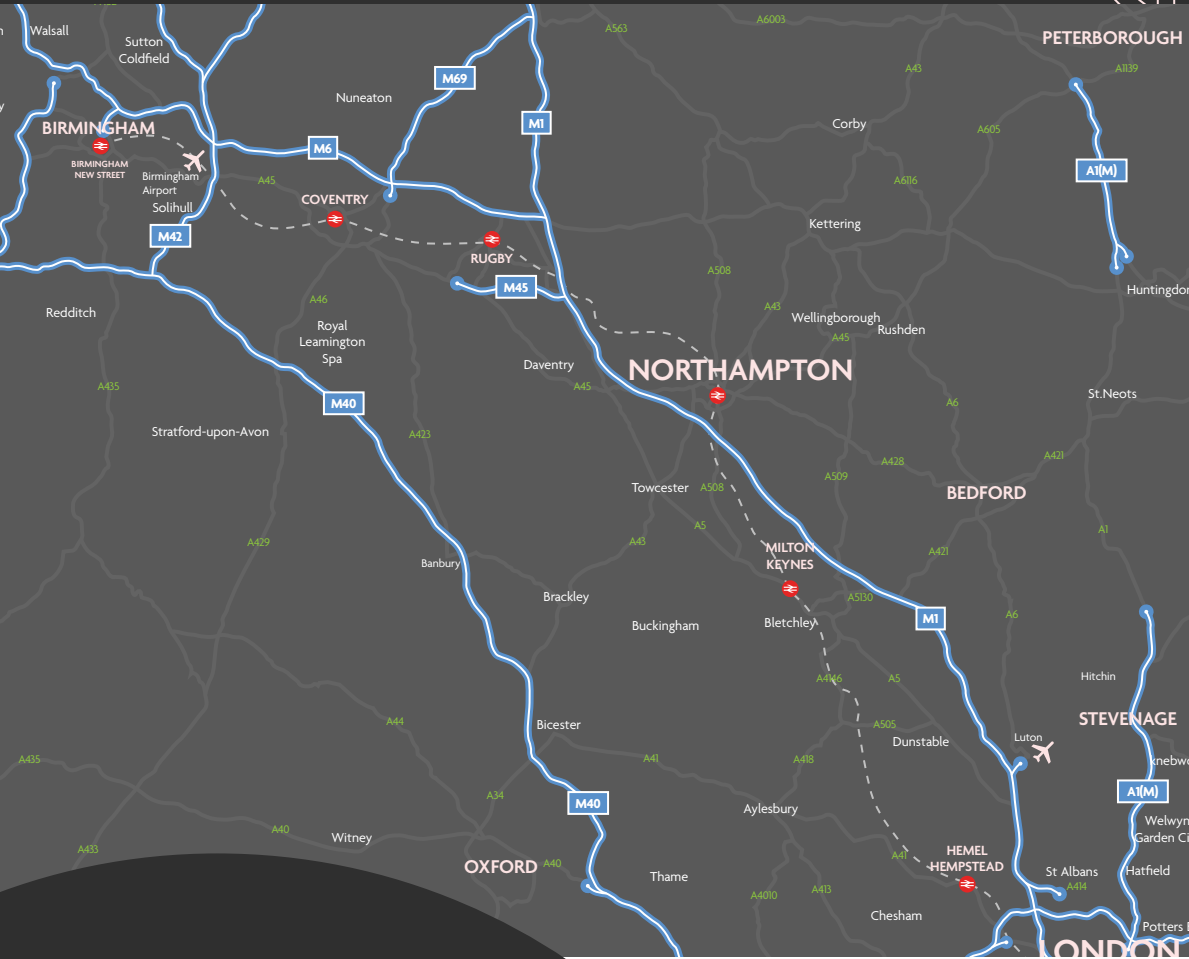 A563
A6003
PETERBOROUGH
Walsall
Sutton
Coldfield
A43
A1139
M69
Nuneaton
M1
Corby
A605
BIRMINGHAM
M6
BIRMINGHAM
NEW STREET
Birmingham
Airport
A45
A6116
A1(M)
Solihull
COVENTRY
Kettering
M42
RUGBY
A508
M45
Huntingdon
A46
A43
Redditch
Royal
Leamington
Spa
Wellingborough
Rushden
A45
Daventry
NORTHAMPTON
A435
A45
St.Neots
M40
A6
Stratford-upon-Avon
A423
A428
A421
A509
Towcester
A508
BEDFORD
A5
A1
A429
A43
MILTON
KEYNES
A421
Banbury
Brackley
A5130
Buckingham
Bletchley
M1
A6
Hitchin
A4146
A5
A44
Bicester
A505
STEVENAGE
Dunstable
Luton
A435
A41
A418
knebwo
A34
M40
Aylesbury
A1(M)
A40
Witney
Welwyn
Garden Ci
A433
OXFORD
A40
A41
HEMEL
HEMPSTEAD
Thame
St Albans
Hatfield
A414
A4010
A413
Chesham
Potters B
LONDON